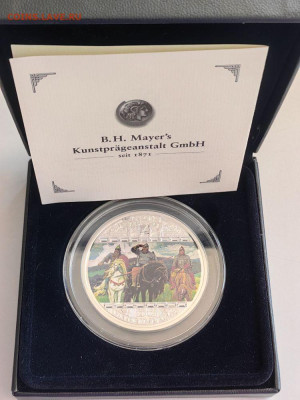 B.H. Mayer's
Kunstprägeanstalt GmbH
seit 1871